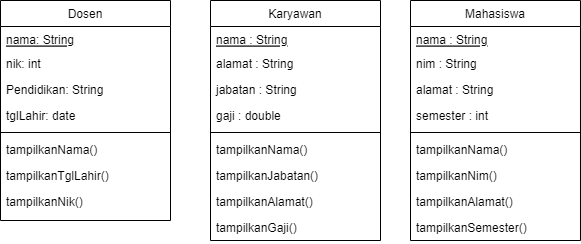 Dosen
nama: String
nik: int
Pendidikan: String
tglLahir: date
tampilkanNama()
tampilkanTglLahir()
tampilkanNik()
Karyawan
nama : String
alamat : String
jabatan : String
gaji : double
tampilkanNama()
tampilkanJabatan()
tampilkanAlamat()
tampilkanGaji()
Mahasiswa
nama : String
nim : String
alamat : String
semester : int
tampilkanNama()
tampilkanNim()
tampilkanAlamat()
tampilkanSemester()